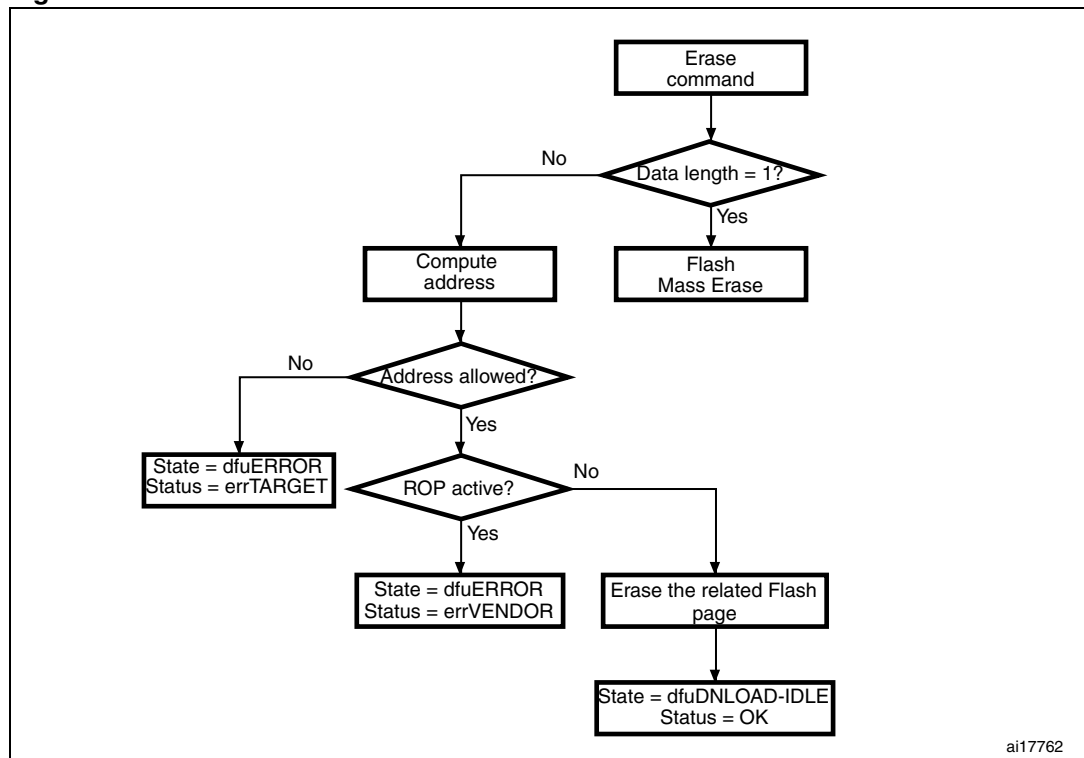 Erase
command
No
Data length = 1?
Yes
Compute
address
Flash
Mass Erase
No
Address allowed?
Yes
State = dfuERROR
Status = errTARGET
No
ROP active?
Yes
State = dfuERROR
Status = errVENDOR
Erase the related Flash
page
State = dfuDNLOAD-IDLE
Status = OK
ai17762